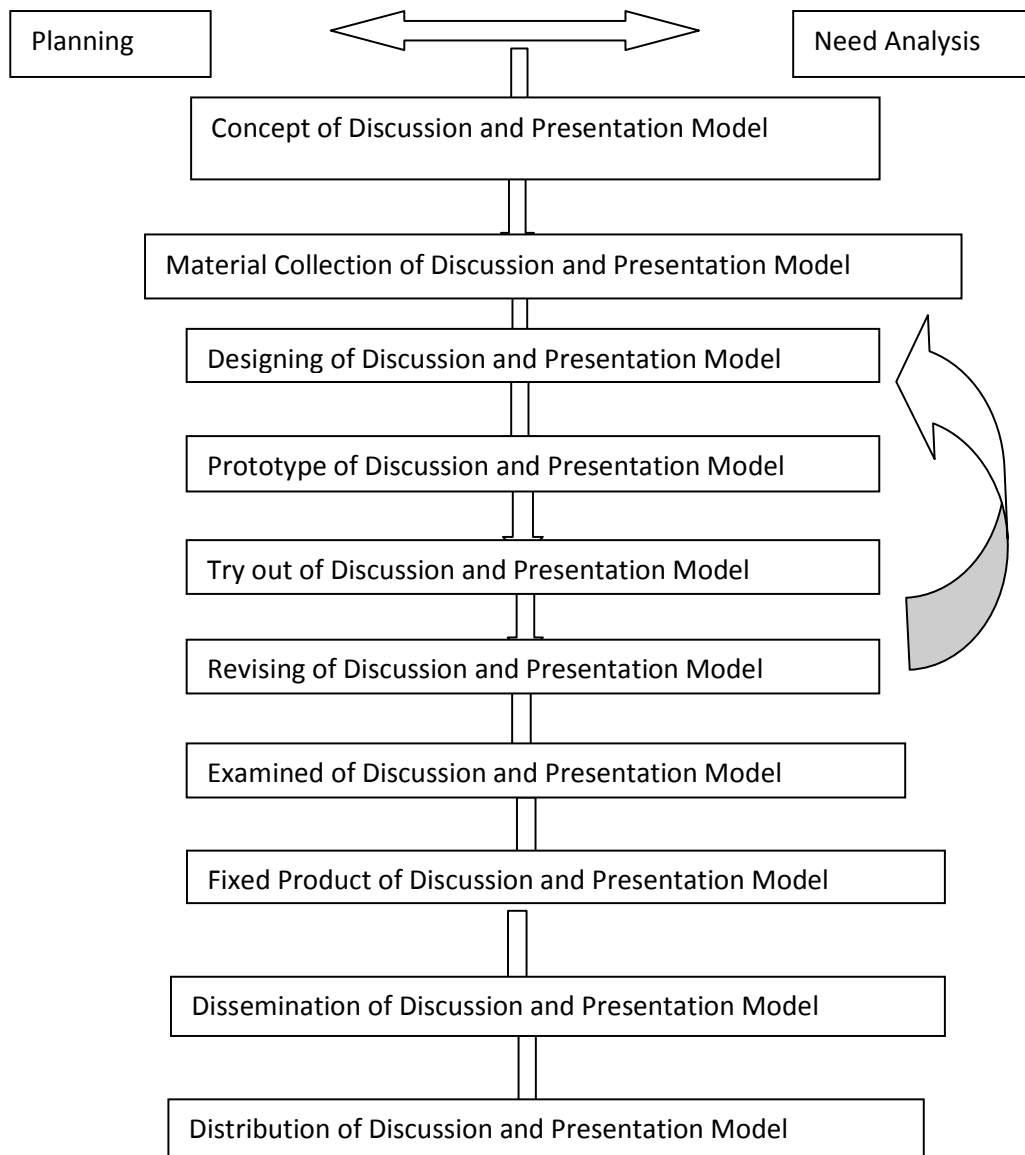 Planning
Need Analysis
Concept of Discussion and Presentation Model
Material Collection of Discussion and Presentation Model
Designing of Discussion and Presentation Model
Prototype of Discussion and Presentation Model
Try out of Discussion and Presentation Model
Revising of Discussion and Presentation Model
Examined of Discussion and Presentation Model
Fixed Product of Discussion and Presentation Model
Dissemination of Discussion and Presentation Model
Distribution of Discussion and Presentation Model